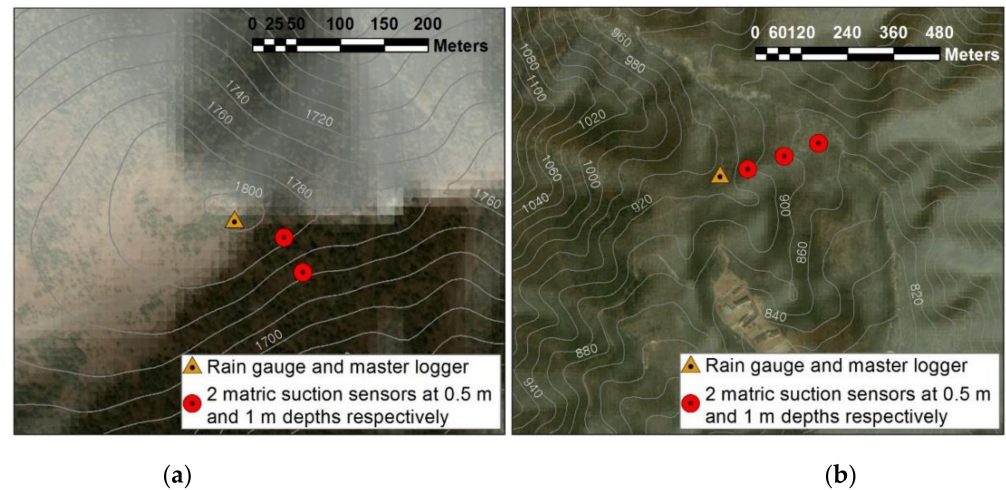 0 25 50 100 150 200
Meters
1740
1720
1760
1780
1760
1800
1700
Rain gauge and master logger
2 matric suction sensors at 0.5 m
and 1 m depths respectively
0 60 120 240 360 480
Meters
960
980
1080
1100
1020
1060
1000
1040
920
900
860
820
840
880
940
Rain gauge and master logger
2 matric suction sensors at 0.5 m
and 1 m depths respectively
(a) (b)